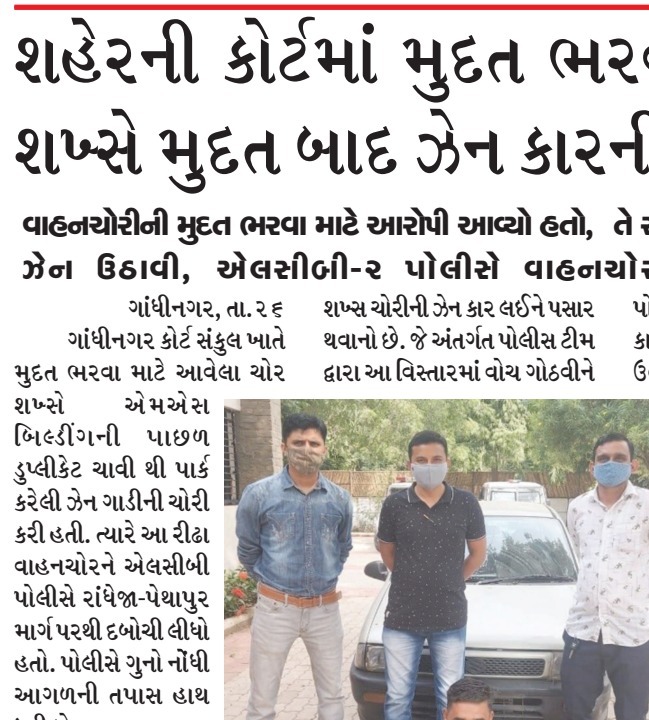 શહેરની કોર્ટમાં મુદત
શખ્સે મુદત બાદ ઝેન કારની
વાહનચોરીની મુદત ભરવા માટે આરોપી આવ્યો હતો, તે
ઝેન ઉઠાવી, એલસીબી-૨ પોલીસે
ગાંધીનગર, તા.૨૬
ગાંધીનગર કોર્ટ સંકુલ ખાતે
મુદત ભરવા માટે આવેલા ચોર
શખ્સે એમએસ
બિલ્ડીંગની પાછળ
ડુપ્લીકેટ ચાવી થી પાર્ક
કરેલી ઝેન ગાડીની ચોરી
કરી હતી. ત્યારે આ રીઢા
વાહનચોરને એલસીબી
પોલીસે રાંધેજા-પેથાપુર
માર્ગ પરથી દબોચી લીધો
હતો. પોલીસે ગુનો નોંધી
આગળની તપાસ હાથ
શખ્સ ચોરીની ઝેન કાર લઈને પસાર
થવાનો છે. જે અંતર્ગત પોલીસ ટીમ
દ્વારા આ વિસ્તારમાં વોચ ગોઠવીને